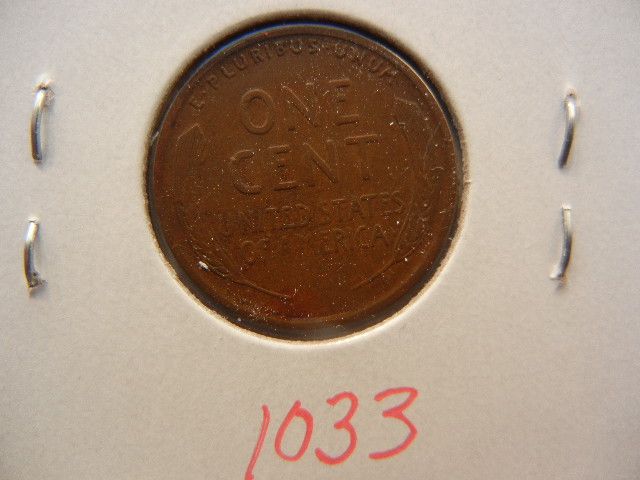 E·PLURIBUS·UNUM
ONE
CENT
UNITED STATES
OF AMERICA
1033